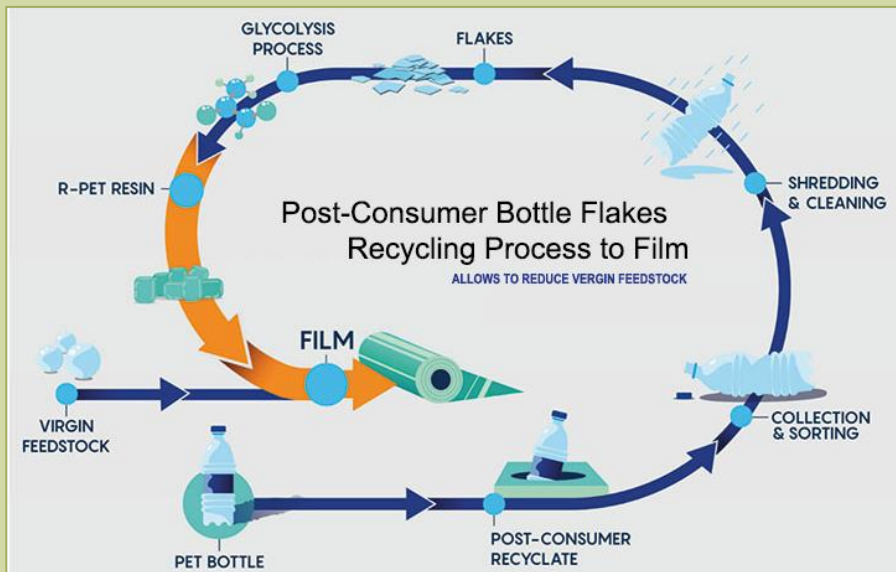 GLYCOLYSIS
PROCESS
FLAKES
R-PET RESIN
SHREDDING
& CLEANING
Post-Consumer Bottle Flakes
Recycling Process to Film
ALLOWS TO REDUCE VERGIN FEEDSTOCK
FILM
VIRGIN
FEEDSTOCK
COLLECTION
& SORTING
PET BOTTLE
POST-CONSUMER
RECYCLATE